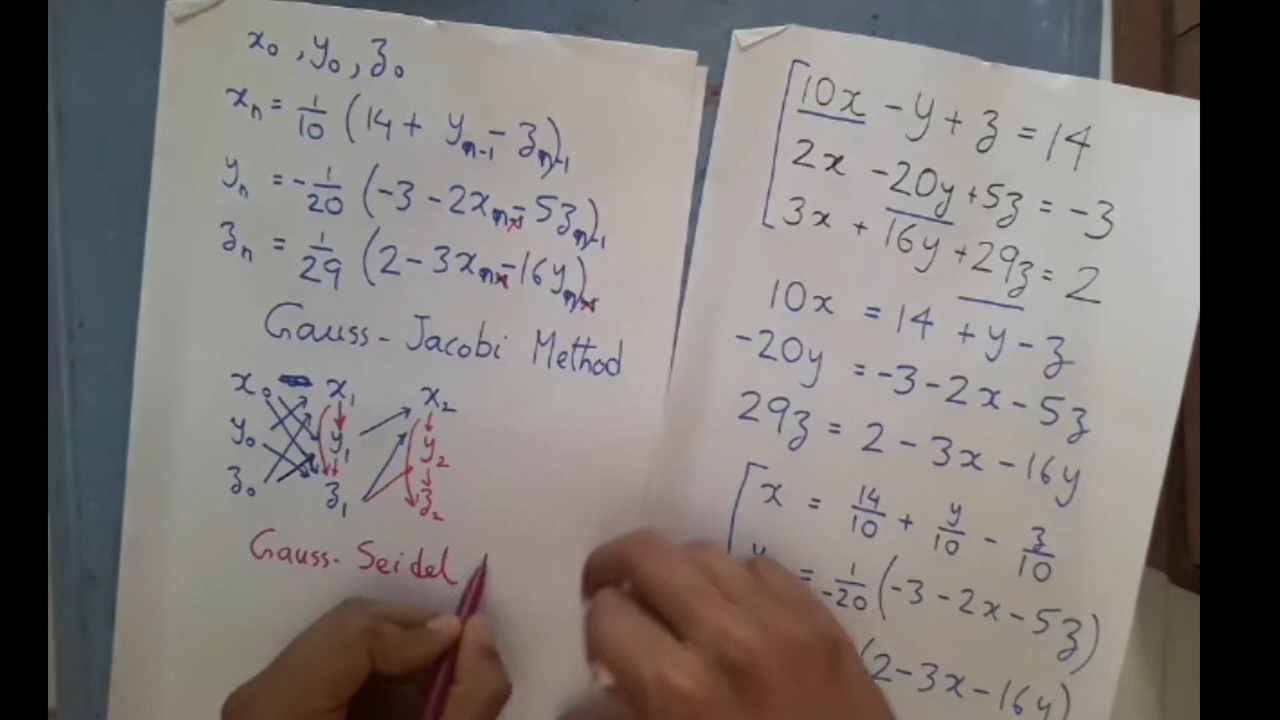 x₀, y₀, z₀
xₙ = 1/10 (14 + yₙ₋₁ - zₙ₋₁)
yₙ = -1/20 (-3 - 2xₙ - 5zₙ₋₁)
zₙ = 1/29 (2 - 3xₙ - 16yₙ)
Gauss - Jacobi Method
x₀ x₁ x₂
y₀ y₁ y₂
z₀ z₁ z₂
Gauss- Seidel
10x - y + z = 14
2x - 20y + 5z = -3
3x + 16y + 29z = 2
10x = 14 + y - z
-20y = -3 - 2x - 5z
29z = 2 - 3x - 16y
x = 14/10 + y/10 - z/10
y = 1/-20 (-3 - 2x - 5z)
(2 - 3x - 16y)